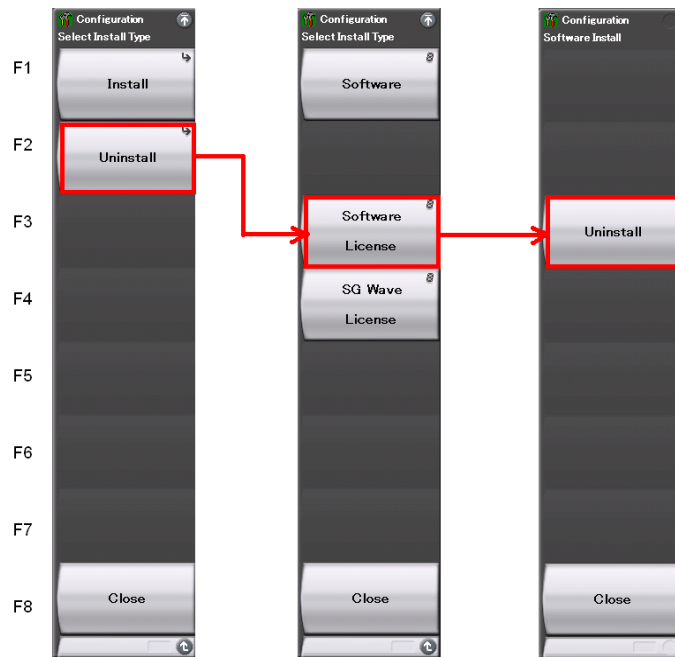 Configuration
Select Install Type
Configuration
Select Install Type
Configuration
Software Install
F1
Install
Software
F2
Uninstall
F3
Software
License
Uninstall
F4
SG Wave
License
F5
F6
F7
F8
Close
Close
Close